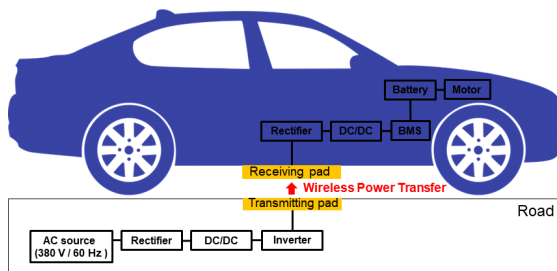 Battery
Motor
Rectifier
DC/DC
BMS
Receiving pad
Wireless Power Transfer
Transmitting pad
Road
AC source
(380 V / 60 Hz )
Rectifier
DC/DC
Inverter